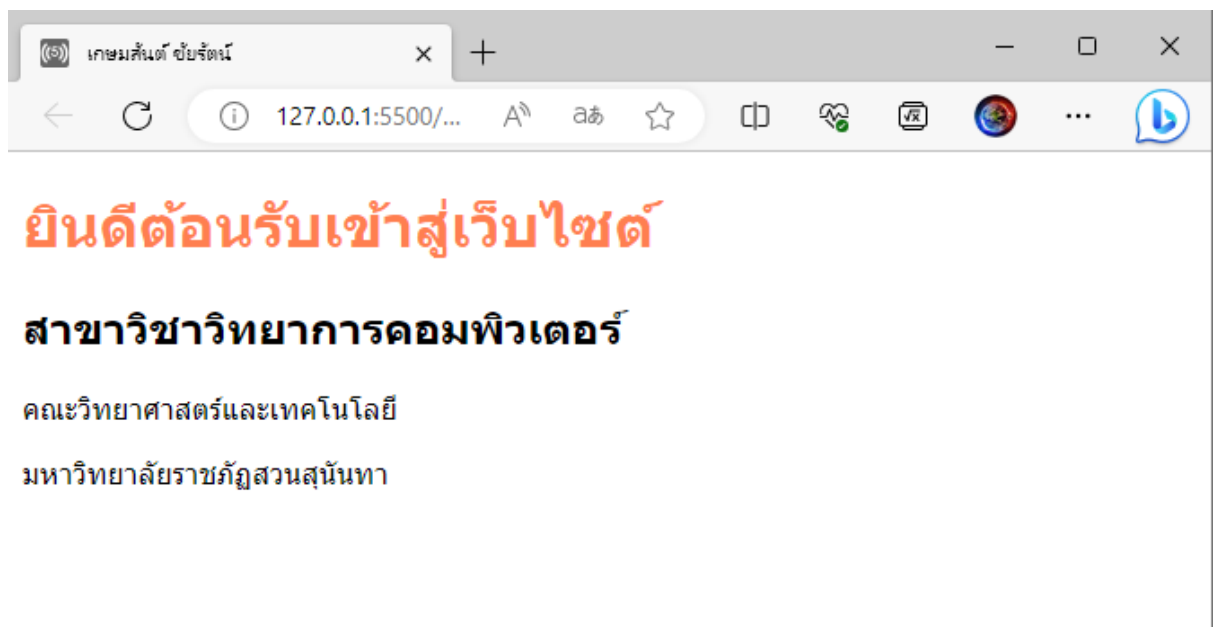 เกษมสันต์ ชัยรัตน์
127.0.0.1:5500/...
ยินดีต้อนรับเข้าสู่เว็บไซต์
สาขาวิชาวิทยาการคอมพิวเตอร์
คณะวิทยาศาสตร์และเทคโนโลยี
มหาวิทยาลัยราชภัฏสวนสุนันทา